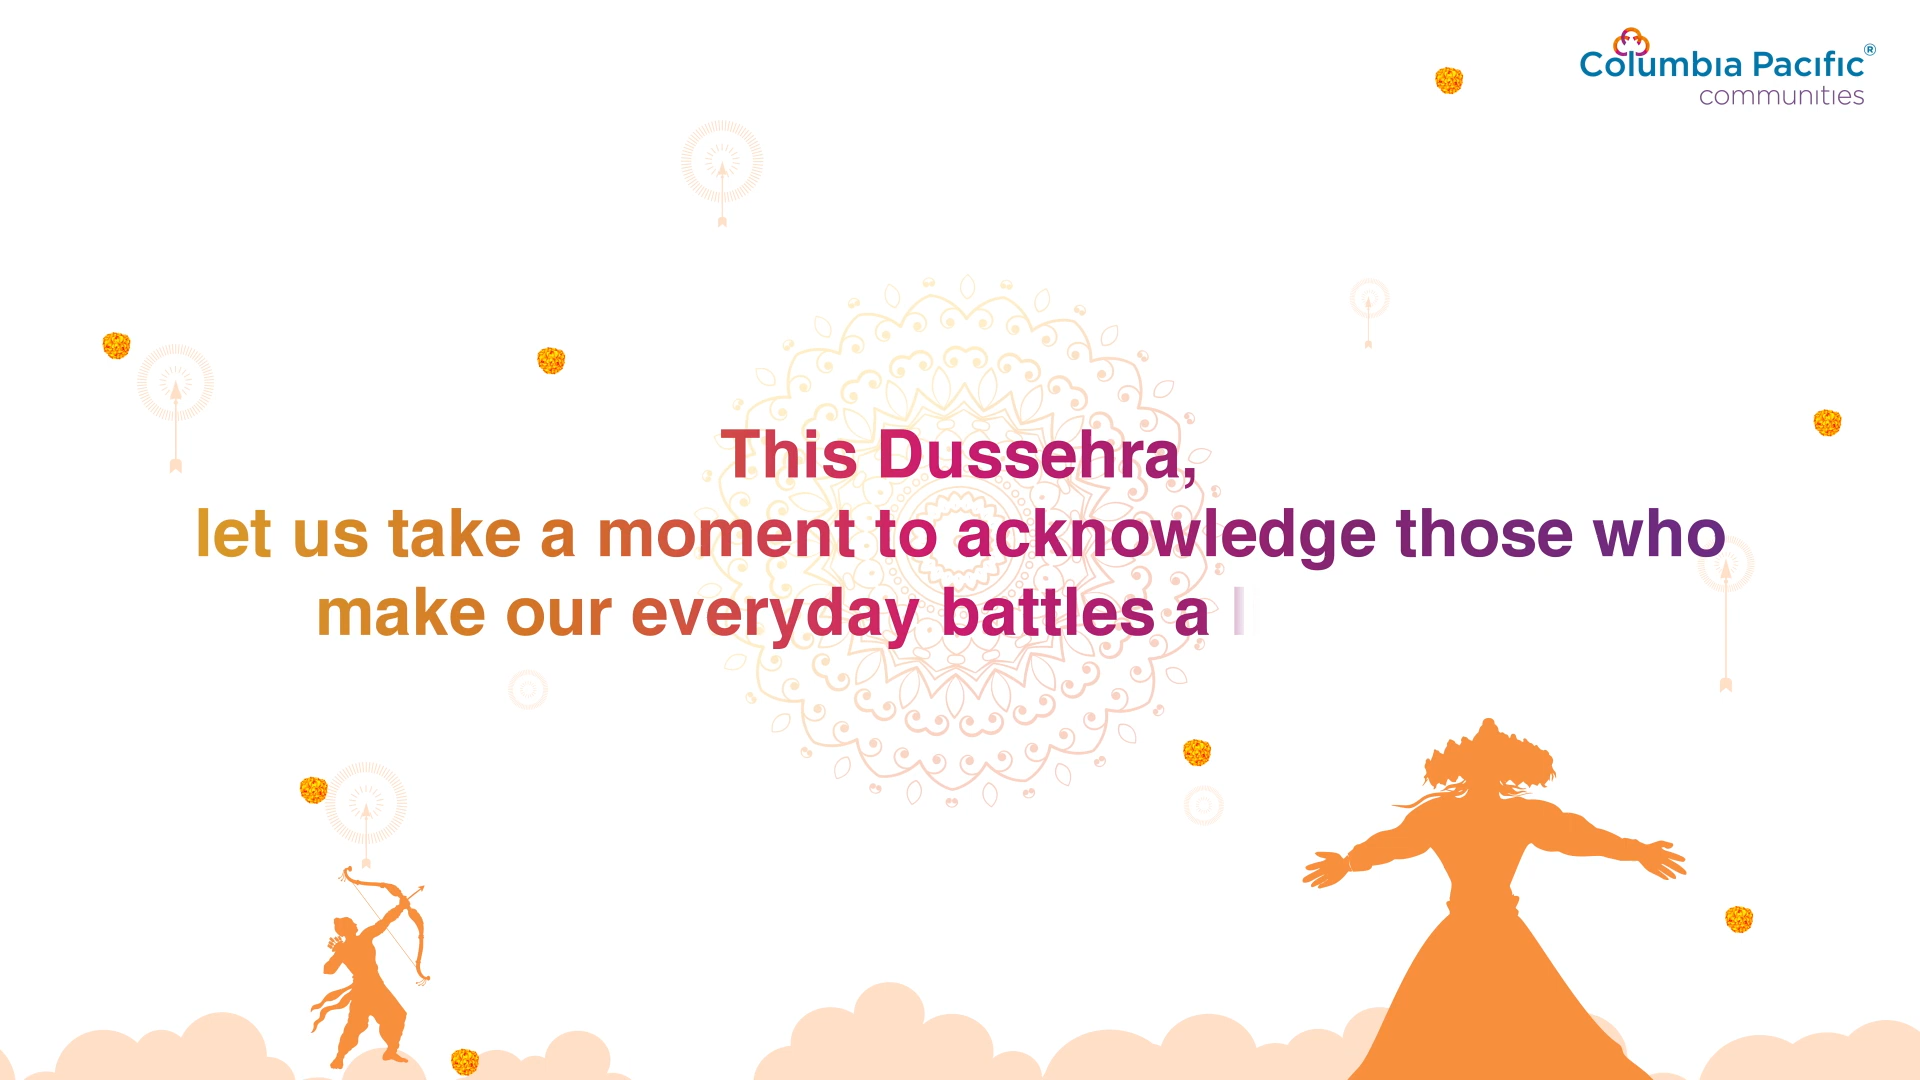 Columbia Pacific®
communities
This Dussehra,
let us take a moment to acknowledge those who
make our everyday battles a l